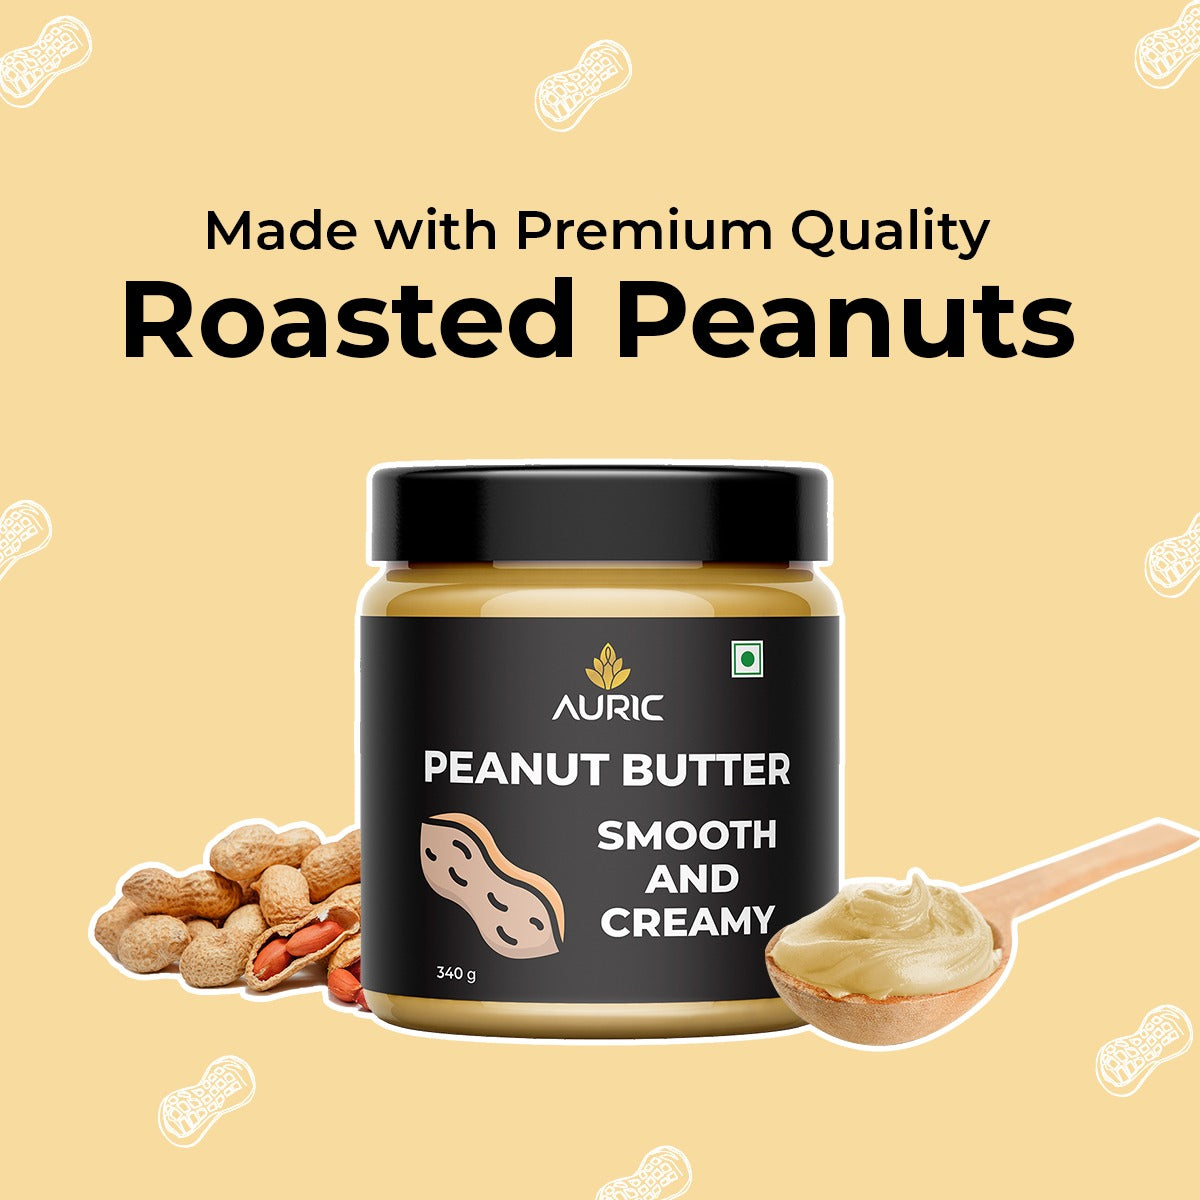 Made with Premium Quality
Roasted Peanuts
AURIC
PEANUT BUTTER
SMOOTH
AND
CREAMY
340 g